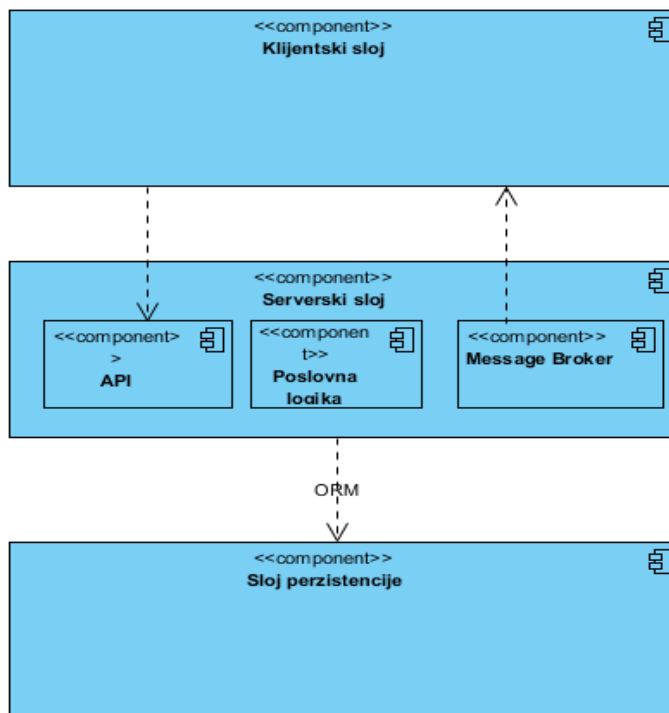 <<component>>
Klijentski sloj
<<component>>
Serverski sloj
<<component>
>
API
<<componen
t>>
Poslovna
logika
<<component>>
Message Broker
ORM
<<component>>
Sloj perzistencije